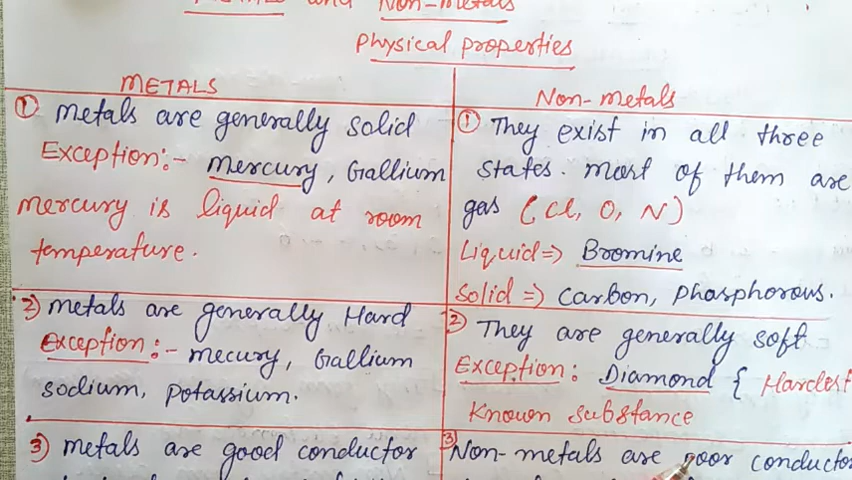 and Non-metals
Physical properties
METALS
① metals are generally solid
Exception:- mercury, Gallium
mercury is liquid at room
temperature.
2) metals are generally Hard
Exception:- mecury, Gallium
sodium, potassium.
3) metals are good conductor
Non-metals
① They exist in all three
states. most of them are
gas (Cl, O, N)
Liquid=> Bromine
Solid => Carbon, phosphorous.
2) They are generally soft
Exception: Diamond { Hardest
Known substance
3) Non-metals are poor conductor